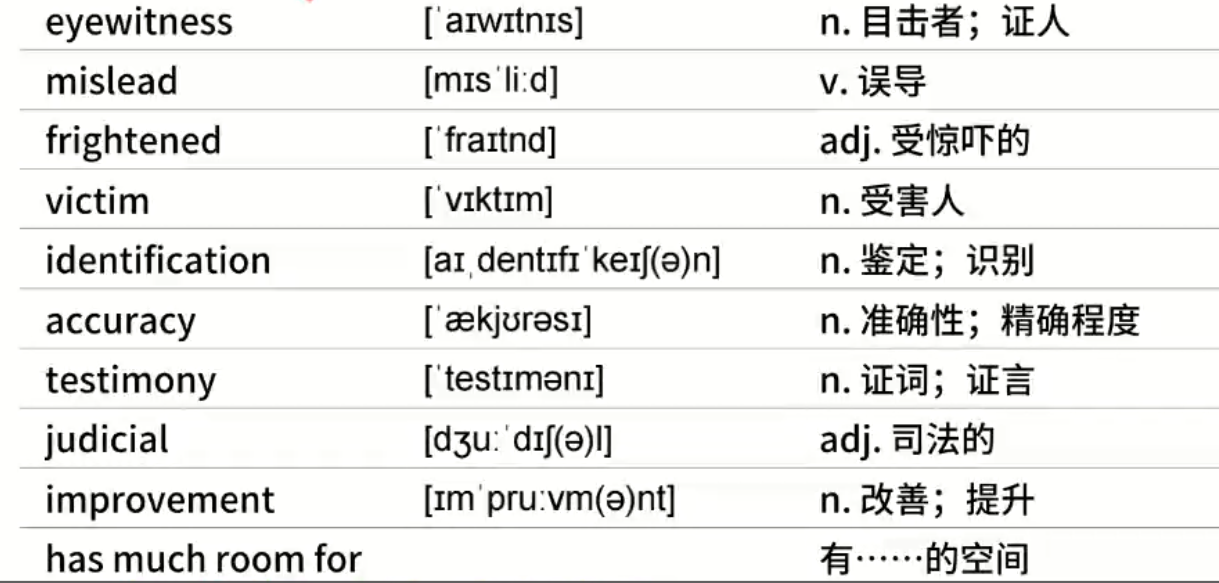 eyewitness [ˈaɪwɪtnɪs] n. 目击者；证人
mislead [mɪsˈliːd] v. 误导
frightened [ˈfraɪtnd] adj. 受惊吓的
victim [ˈvɪktɪm] n. 受害人
identification [aɪˌdentɪfɪˈkeɪʃ(ə)n] n. 鉴定；识别
accuracy [ˈækjʊrəsɪ] n. 准确性；精确程度
testimony [ˈtestɪmənɪ] n. 证词；证言
judicial [dʒuːˈdɪʃ(ə)l] adj. 司法的
improvement [ɪmˈpruːvm(ə)nt] n. 改善；提升
has much room for 有……的空间